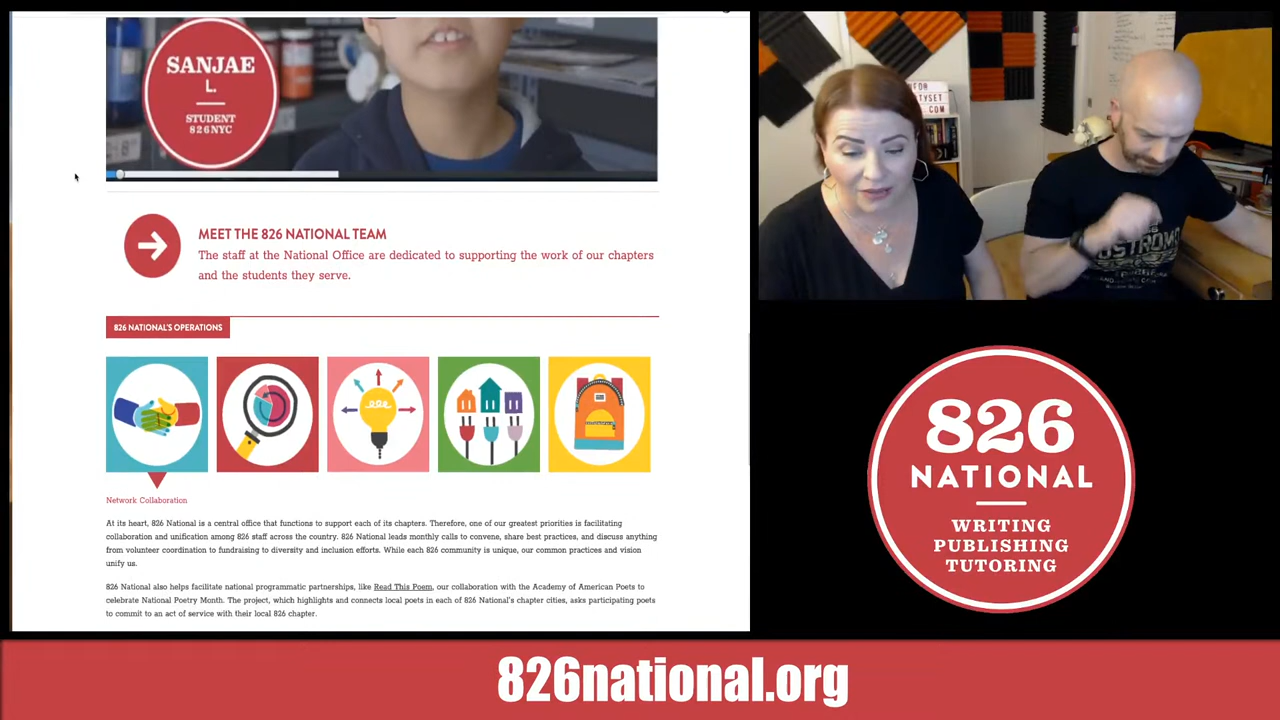 SANJAE
L.
STUDENT
826NYC
MEET THE 826 NATIONAL TEAM
The staff at the National Office are dedicated to supporting the work of our chapters
and the students they serve.
826 NATIONAL'S OPERATIONS
Network Collaboration
At its heart, 826 National is a central office that functions to support each of its chapters. Therefore, one of our greatest priorities is facilitating
collaboration and unification among 826 staff across the country. 826 National leads monthly calls to convene, share best practices, and discuss anything
from volunteer coordination to fundraising to diversity and inclusion efforts. While each 826 community is unique, our common practices and vision
unify us.
826 National also helps facilitate national programmatic partnerships, like Read This Poem, our collaboration with the Academy of American Poets to
celebrate National Poetry Month. The project, which highlights and connects local poets in each of 826 National's chapter cities, asks participating poets
to commit to an act of service with their local 826 chapter.
826
NATIONAL
WRITING
PUBLISHING
TUTORING
826national.org